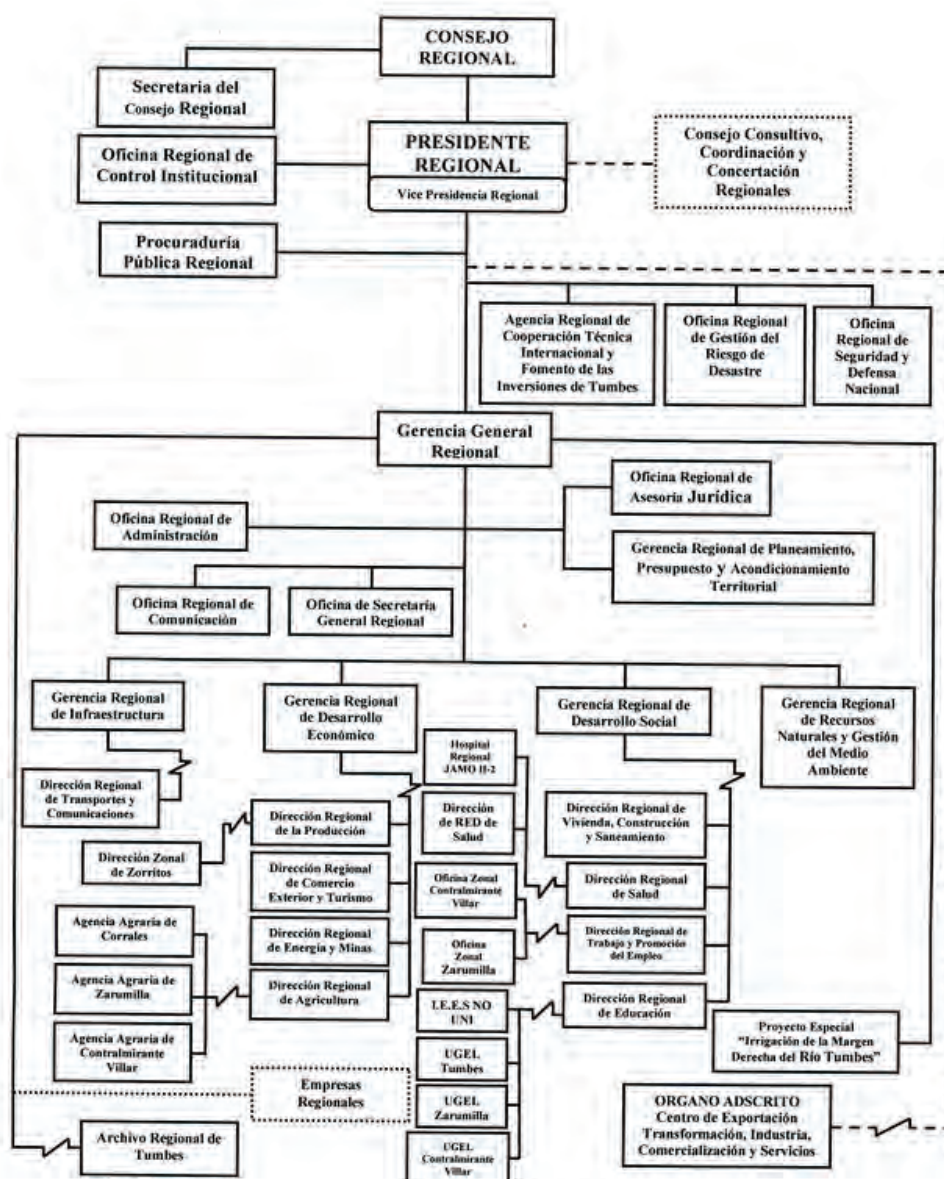 CONSEJO
REGIONAL
Secretaria del
Consejo Regional
PRESIDENTE
REGIONAL
Vice Presidencia Regional
Oficina Regional de
Control Institucional
Consejo Consultivo,
Coordinación y
Concertación
Regionales
Procuraduría
Pública Regional
Agencia Regional de
Cooperación Técnica
Internacional y
Fomento de las
Inversiones de Tumbes
Oficina Regional
de Gestión del
Riesgo de
Desastre
Oficina
Regional de
Seguridad y
Defensa
Nacional
Gerencia General
Regional
Oficina Regional de
Asesoría Jurídica
Oficina Regional de
Administración
Gerencia Regional de Planeamiento,
Presupuesto y Acondicionamiento
Territorial
Oficina Regional de
Comunicación
Oficina de Secretaría
General Regional
Gerencia Regional
de Infraestructura
Gerencia Regional
de Desarrollo
Económico
Gerencia Regional de
Desarrollo Social
Gerencia Regional
de Recursos
Naturales y Gestión
del Medio
Ambiente
Dirección Regional
de Transportes y
Comunicaciones
Dirección Zonal
de Zorritos
Agencia Agraria de
Corrales
Agencia Agraria de
Zarumilla
Agencia Agraria de
Contralmirante
Villar
Dirección Regional
de la Producción
Dirección Regional
de Comercio
Exterior y Turismo
Dirección Regional
de Energía y Minas
Dirección Regional
de Agricultura
Hospital
Regional
JAMO II-2
Dirección
de RED de
Salud
Oficina Zonal
Contralmirante
Villar
Oficina
Zonal
Zarumilla
I.E.E.S NO
UNI
UGEL
Tumbes
UGEL
Zarumilla
UGEL
Contralmirante
Villar
Dirección Regional de
Vivienda, Construcción
y Saneamiento
Dirección Regional
de Salud
Dirección Regional de
Trabajo y Promoción
del Empleo
Dirección Regional
de Educación
Proyecto Especial
"Irrigación de la Margen
Derecha del Río Tumbes"
Empresas
Regionales
ORGANO ADSCRITO
Centro de Exportación
Transformación, Industria,
Comercialización y Servicios
Archivo Regional de
Tumbes